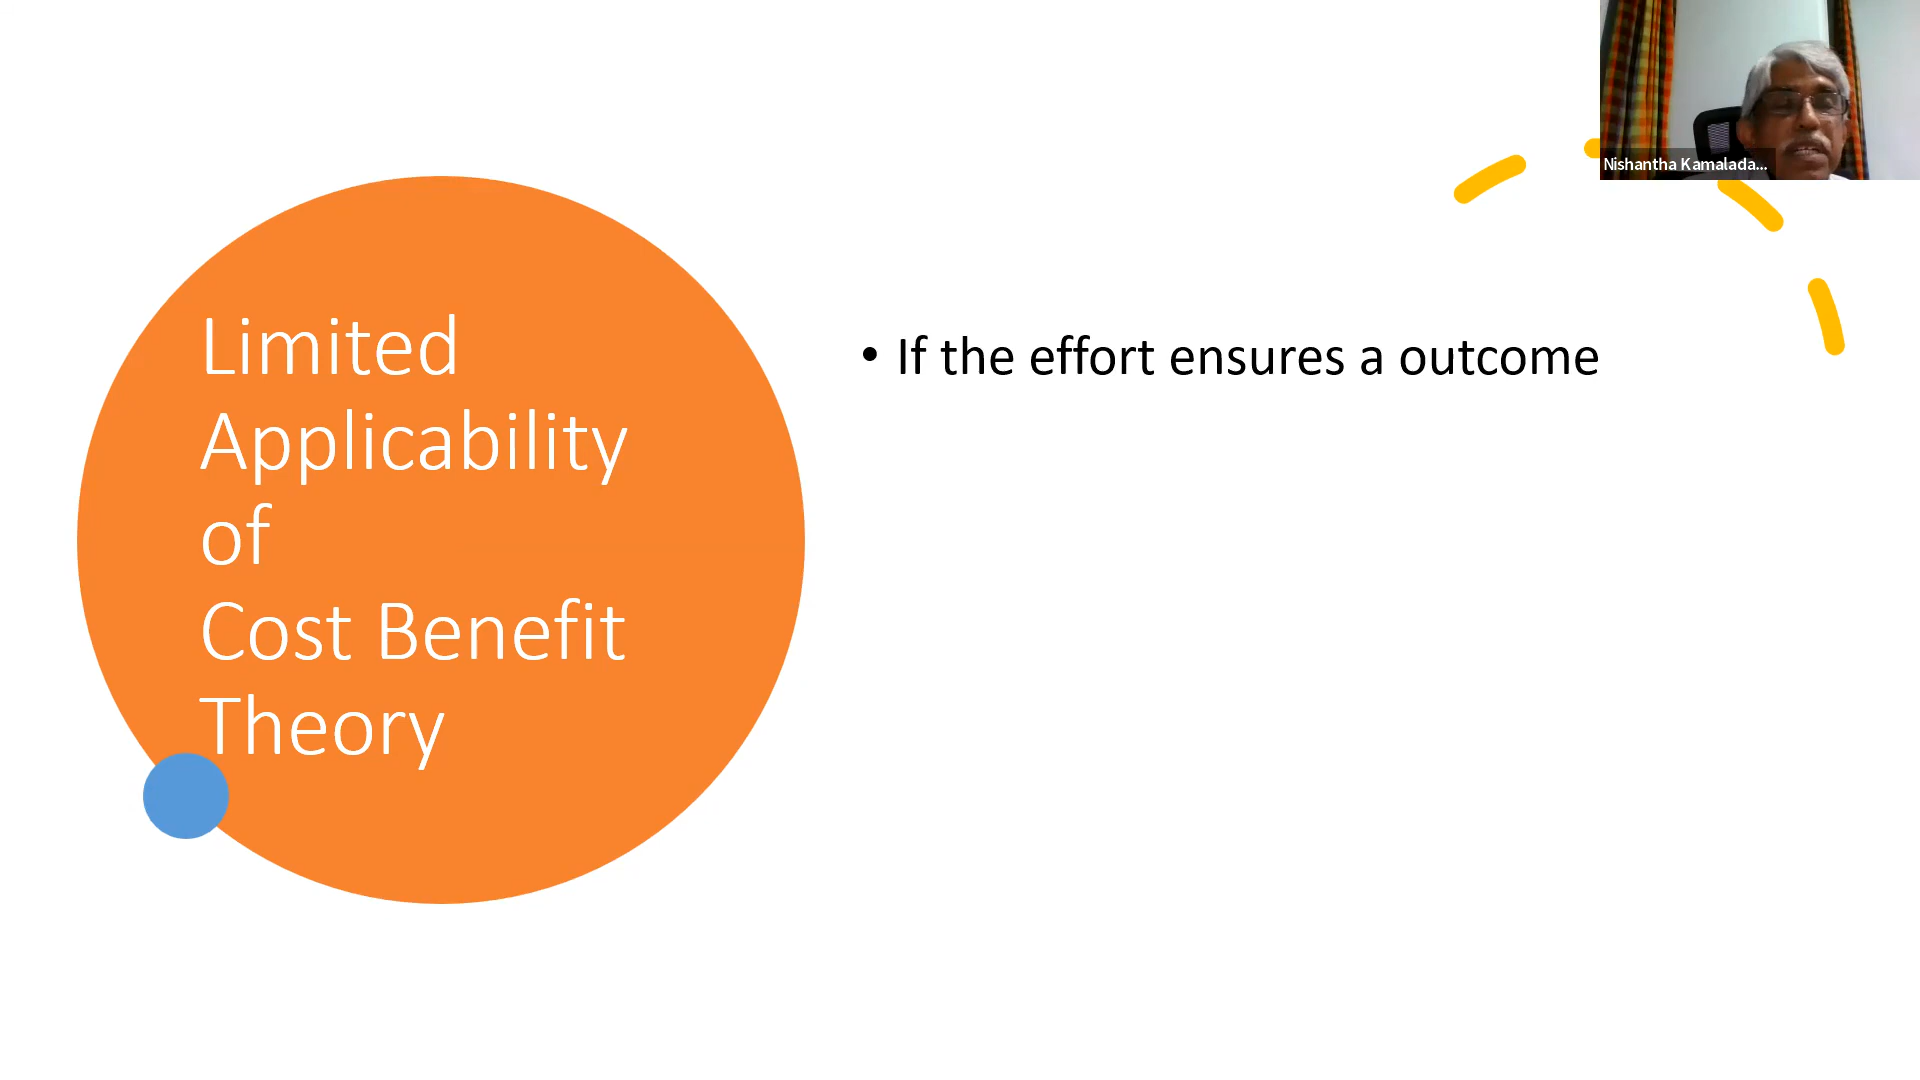 Nishantha Kamalada...
Limited
Applicability
of
Cost Benefit
Theory
• If the effort ensures a outcome